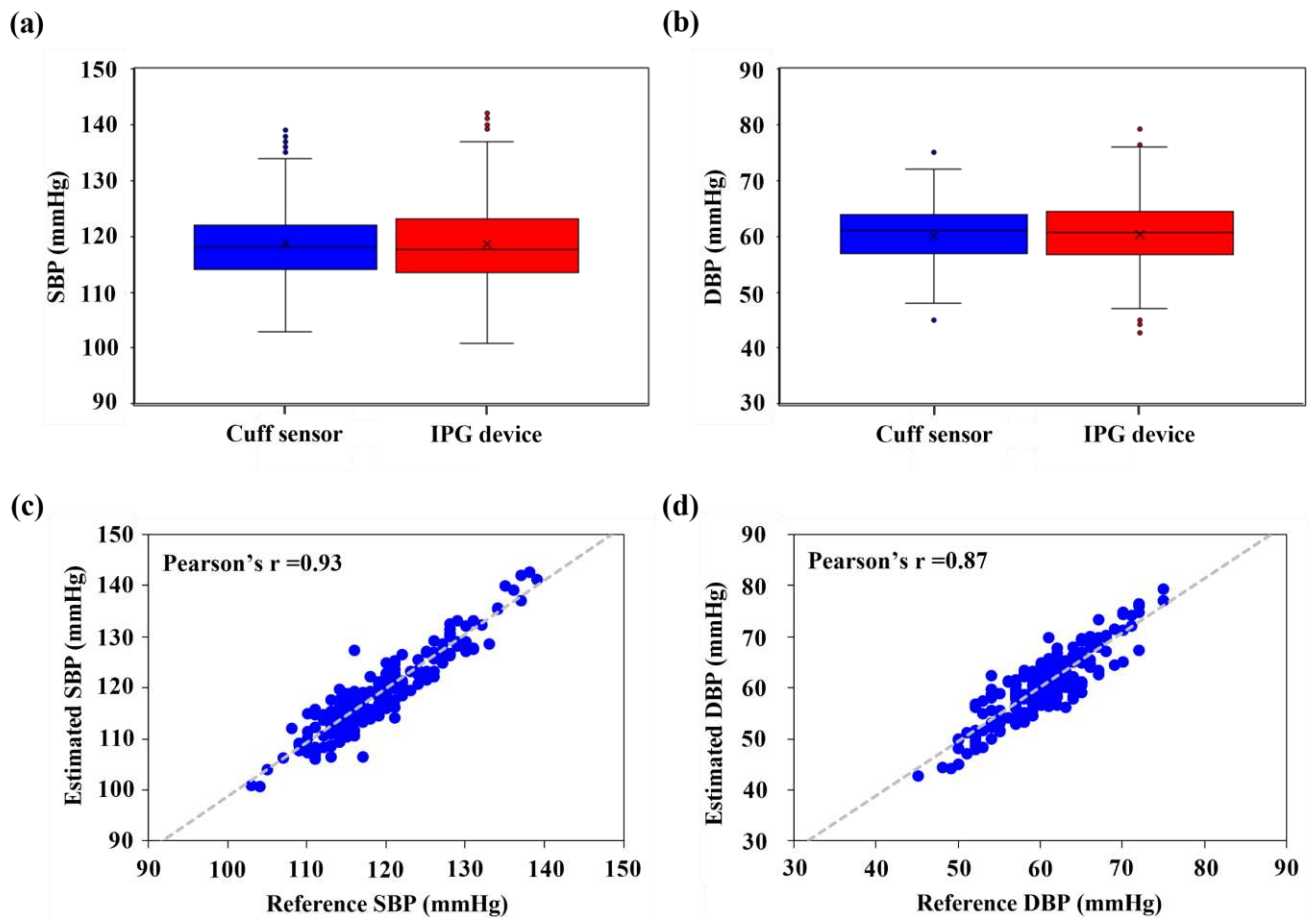 (a)
(b)
150
140
130
120
110
100
90
SBP (mmHg)
Cuff sensor
IPG device
90
80
70
60
50
40
30
DBP (mmHg)
Cuff sensor
IPG device
(c)
(d)
150
140
130
120
110
100
90
Estimated SBP (mmHg)
Pearson’s r =0.93
90
100
110
120
130
140
150
Reference SBP (mmHg)
90
80
70
60
50
40
30
Estimated DBP (mmHg)
Pearson’s r =0.87
30
40
50
60
70
80
90
Reference DBP (mmHg)